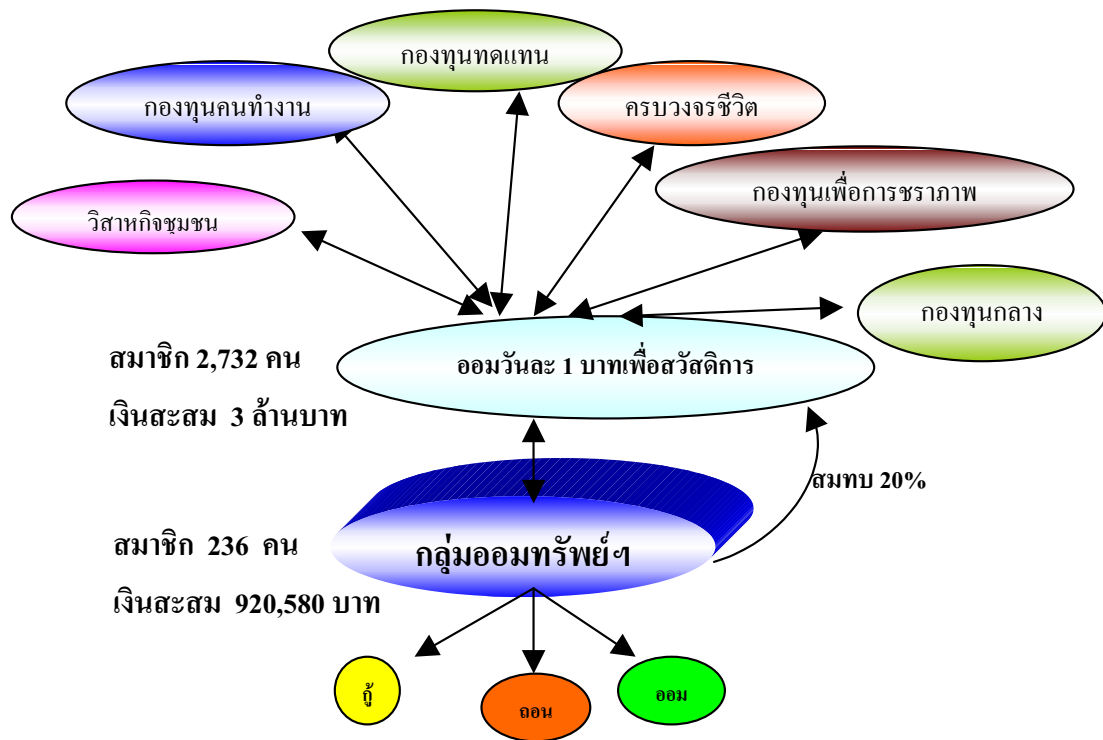 กองทุนทดแทน
กองทุนคนทำงาน
ครบวงจรชีวิต
กองทุนเพื่อการชราภาพ
วิสาหกิจชุมชน
กองทุนกลาง
สมาชิก 2,732 คน
ออมวันละ 1 บาทเพื่อสวัสดิการ
เงินสะสม 3 ล้านบาท
สมทบ 20%
สมาชิก 236 คน
กลุ่มออมทรัพย์ฯ
เงินสะสม 920,580 บาท
กู้
ถอน
ออม